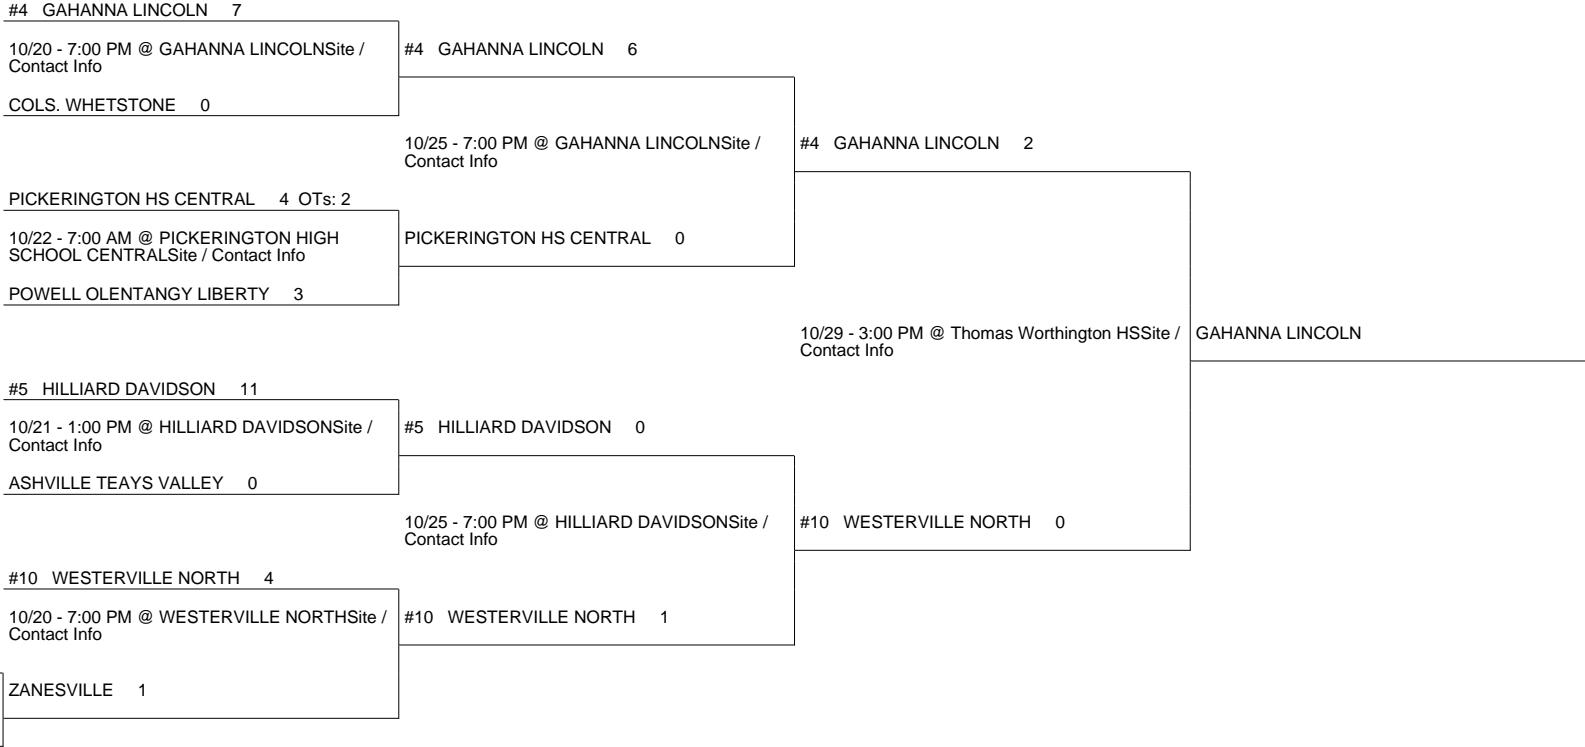 #4 GAHANNA LINCOLN 7
10/20 - 7:00 PM @ GAHANNA LINCOLNSite /
Contact Info
COLS. WHETSTONE 0
#4 GAHANNA LINCOLN 6
10/25 - 7:00 PM @ GAHANNA LINCOLNSite /
Contact Info
PICKERINGTON HS CENTRAL 4 OTs: 2
10/22 - 7:00 AM @ PICKERINGTON HIGH
SCHOOL CENTRALSite / Contact Info
POWELL OLENTANGY LIBERTY 3
PICKERINGTON HS CENTRAL 0
#4 GAHANNA LINCOLN 2
10/29 - 3:00 PM @ Thomas Worthington HSSite /
Contact Info
GAHANNA LINCOLN
#5 HILLIARD DAVIDSON 11
10/21 - 1:00 PM @ HILLIARD DAVIDSONSite /
Contact Info
ASHVILLE TEAYS VALLEY 0
#5 HILLIARD DAVIDSON 0
10/25 - 7:00 PM @ HILLIARD DAVIDSONSite /
Contact Info
#10 WESTERVILLE NORTH 0
#10 WESTERVILLE NORTH 4
10/20 - 7:00 PM @ WESTERVILLE NORTHSite /
Contact Info
#10 WESTERVILLE NORTH 1
ZANESVILLE 1